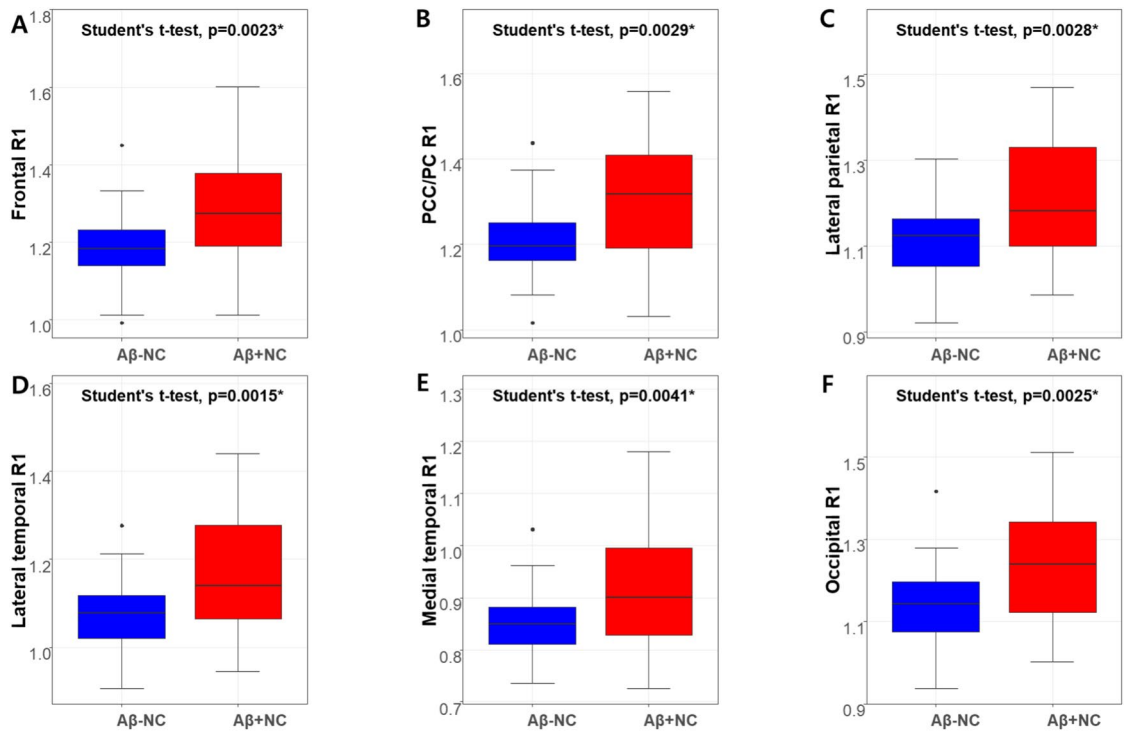 A
Student's t-test, p=0.0023*
Frontal R1
1.8
1.6
1.4
1.2
1.0
Aβ-NC Aβ+NC
B
Student's t-test, p=0.0029*
PCC/PC R1
1.6
1.4
1.2
1.0
Aβ-NC Aβ+NC
C
Student's t-test, p=0.0028*
Lateral parietal R1
1.5
1.3
1.1
0.9
Aβ-NC Aβ+NC
D
Student's t-test, p=0.0015*
Lateral temporal R1
1.6
1.4
1.2
1.0
Aβ-NC Aβ+NC
E
Student's t-test, p=0.0041*
Medial temporal R1
1.3
1.2
1.1
1.0
0.9
0.8
0.7
Aβ-NC Aβ+NC
F
Student's t-test, p=0.0025*
Occipital R1
1.5
1.3
1.1
0.9
Aβ-NC Aβ+NC